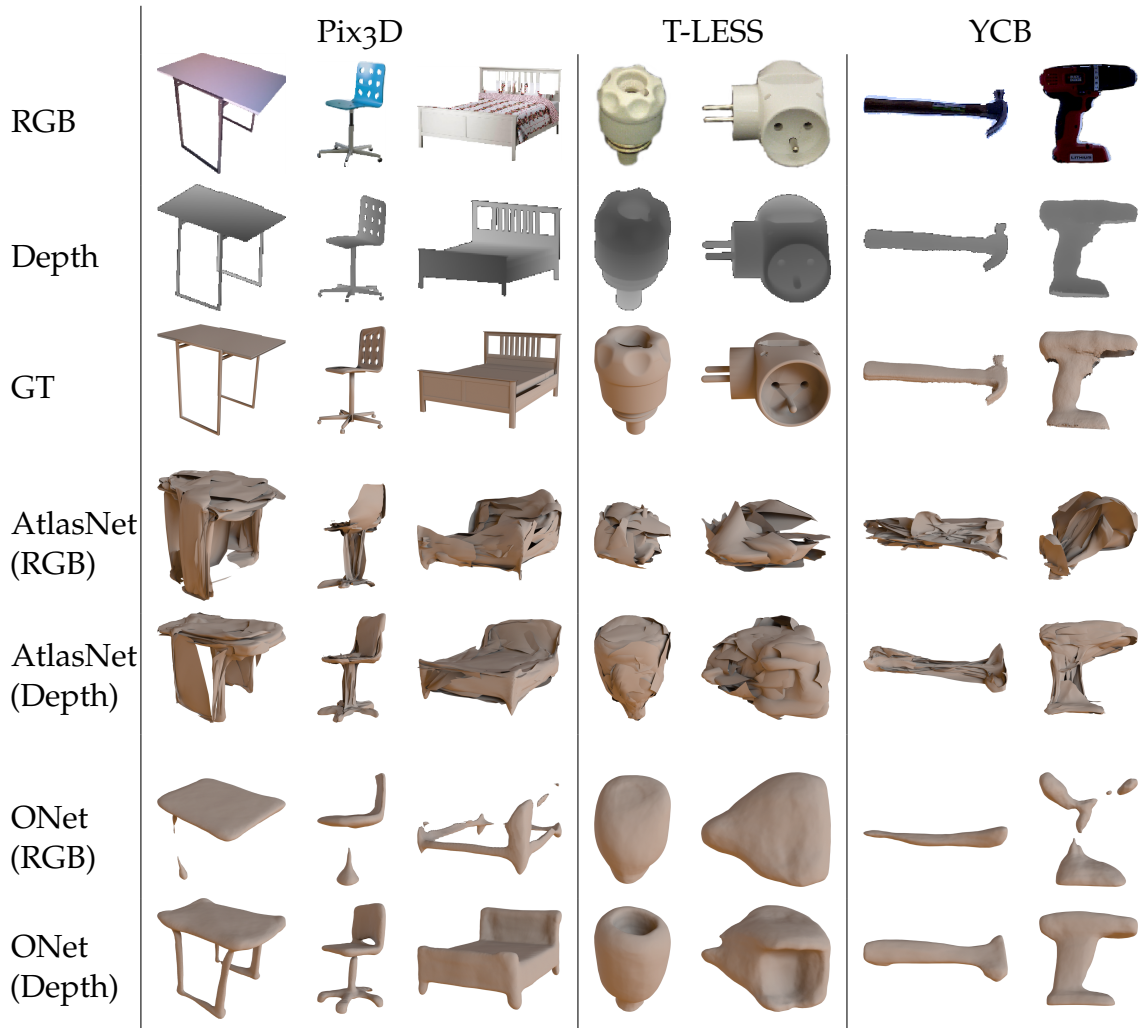 Pix3D
T-LESS
YCB
RGB
Depth
GT
AtlasNet
(RGB)
AtlasNet
(Depth)
ONet
(RGB)
ONet
(Depth)